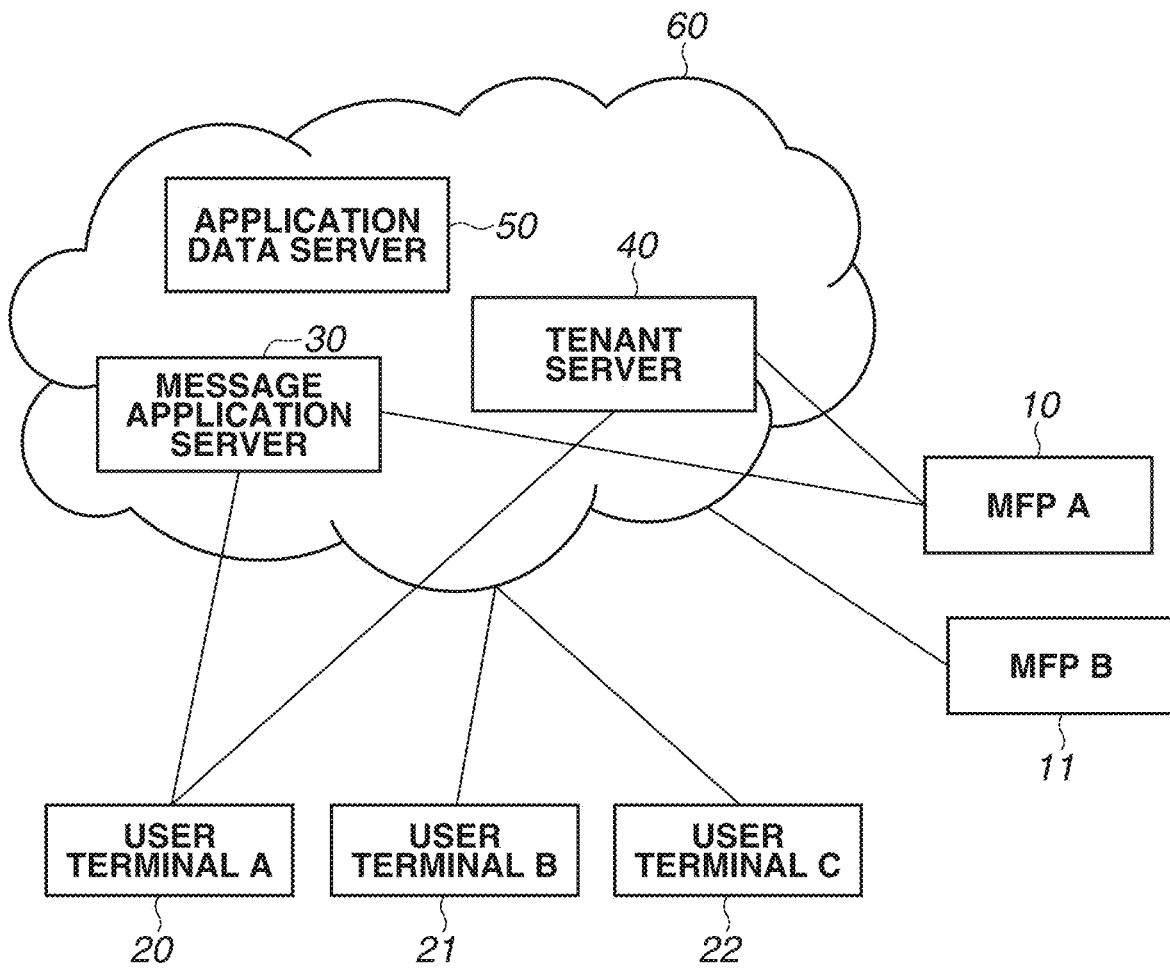 60
APPLICATION
DATA SERVER
50
40
TENANT
SERVER
30
MESSAGE
APPLICATION
SERVER
10
MFP A
MFP B
11
USER
TERMINAL A
USER
TERMINAL B
USER
TERMINAL C
20
21
22